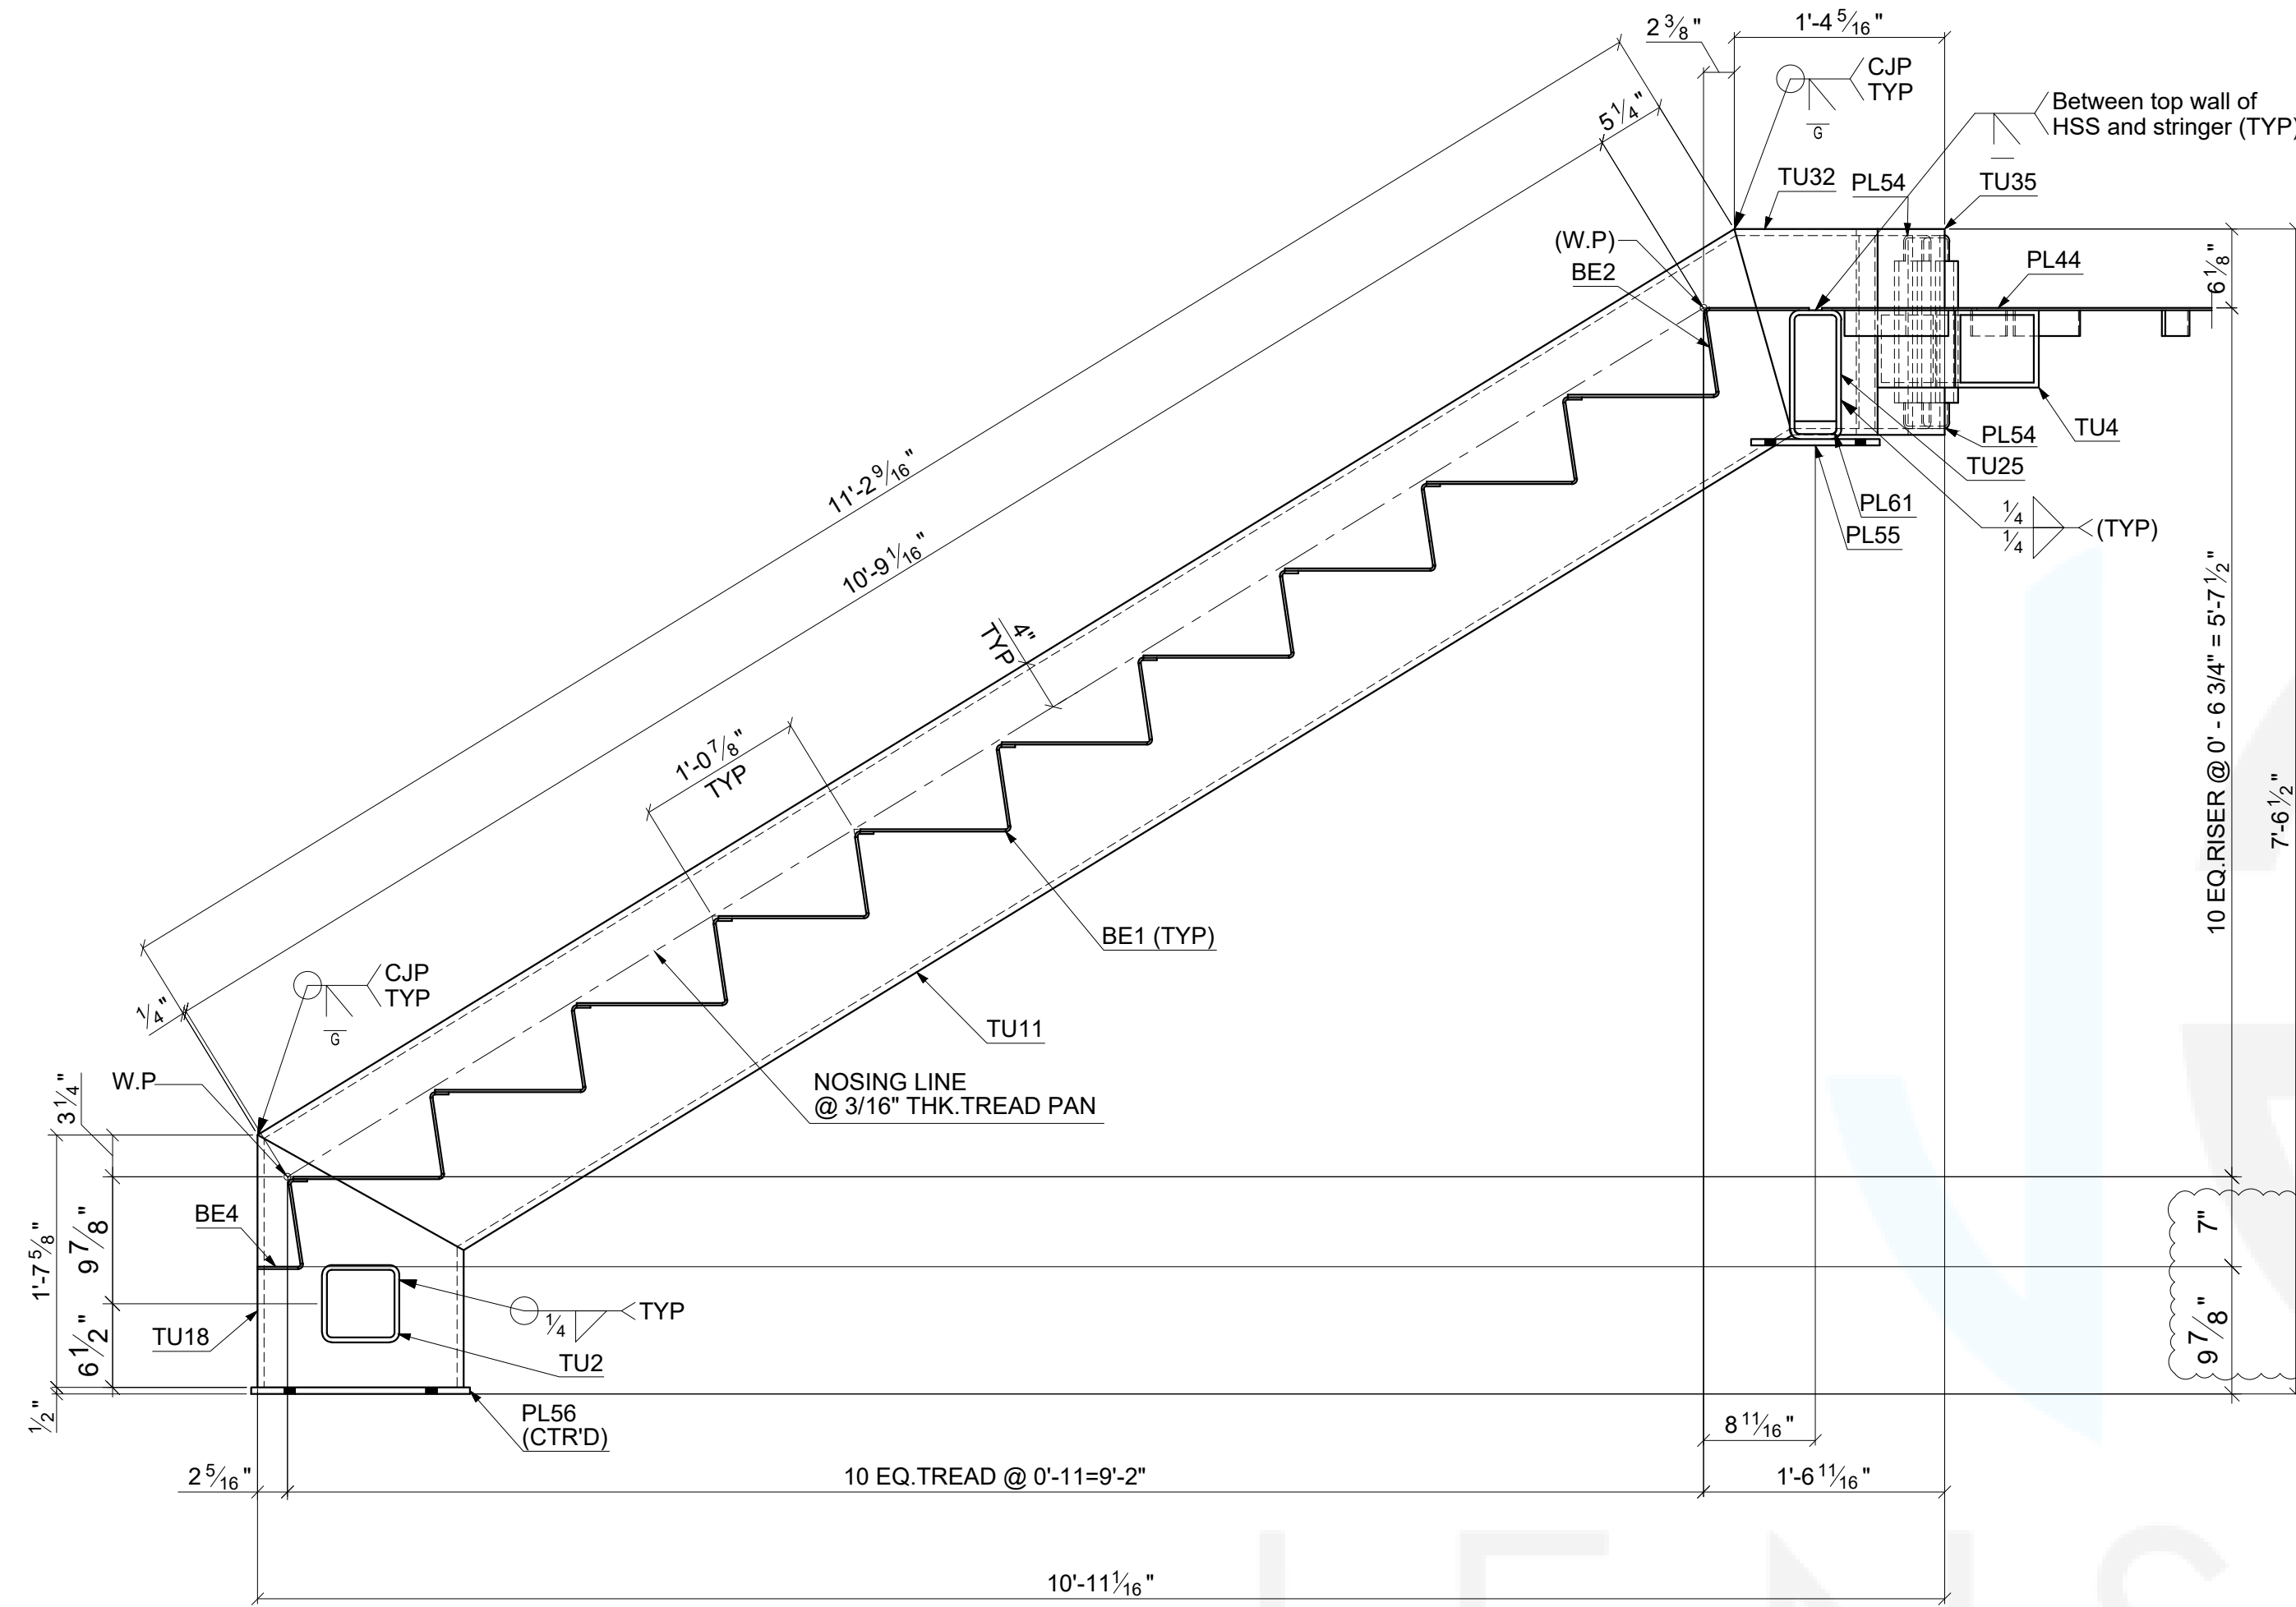 2 3/8"
1'-4 5/16"
CJP
TYP
G
Between top wall of
HSS and stringer (TYP)
5 1/4"
TU32
PL54
TU35
(W.P)
BE2
PL44
6 1/8"
11'-2 9/16"
10'-9 1/16"
PL54
TU4
TU25
PL61
PL55
1/4
1/4
(TYP)
4"
TYP
1'-0 7/8"
TYP
10 EQ.RISER @ 0' - 6 3/4" = 5'-7 1/2"
7'-6 1/2"
BE1 (TYP)
CJP
TYP
G
1/4"
TU11
W.P
NOSING LINE
@ 3/16" THK.TREAD PAN
3 1/4"
BE4
1'-7 5/8"
9 7/8"
6 1/2"
7"
9 7/8"
TU18
1/4
TYP
TU2
1/2"
PL56
(CTR'D)
8 11/16"
2 5/16"
10 EQ.TREAD @ 0'-11=9'-2"
1'-6 11/16"
10'-11 1/16"